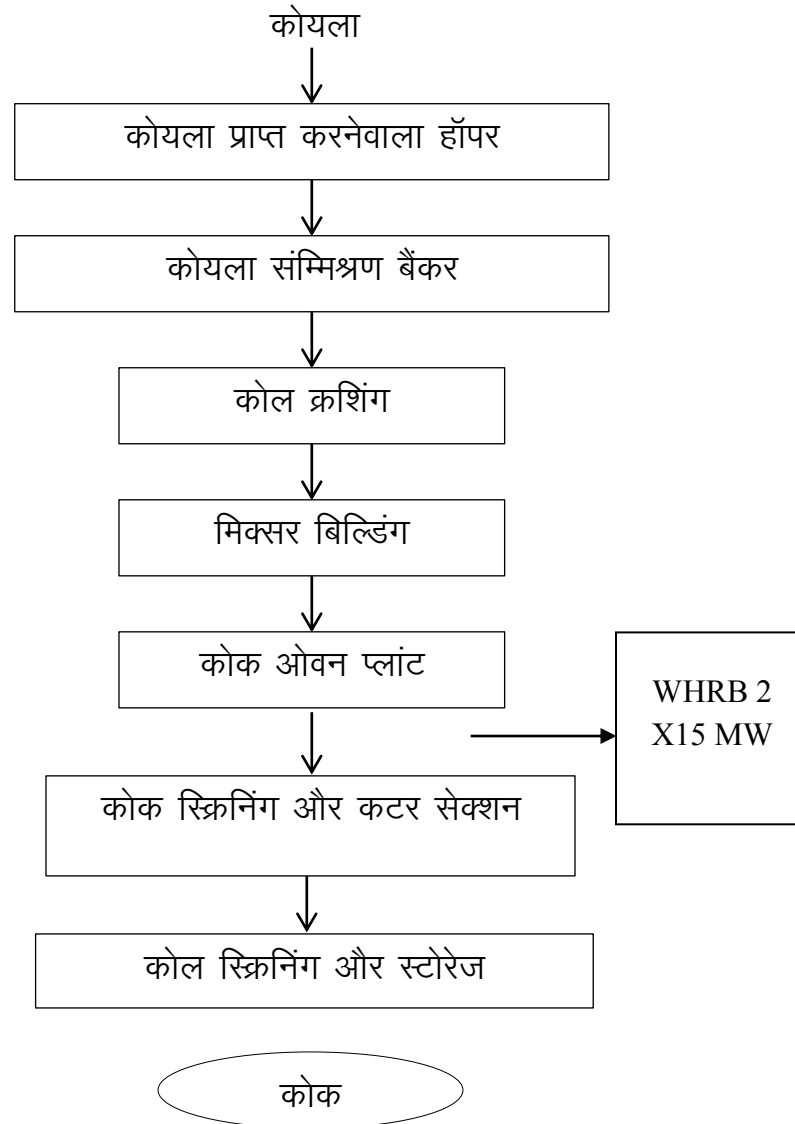 कोयला
कोयला प्राप्त करनेवाला हॉपर
कोयला संम्मिश्रण बैंकर
कोल क्रशिंग
मिक्सर बिल्डिंग
कोक ओवन प्लांट
WHRB 2
X15 MW
कोक स्क्रिनिंग और कटर सेक्शन
कोल स्क्रिनिंग और स्टोरेज
कोक